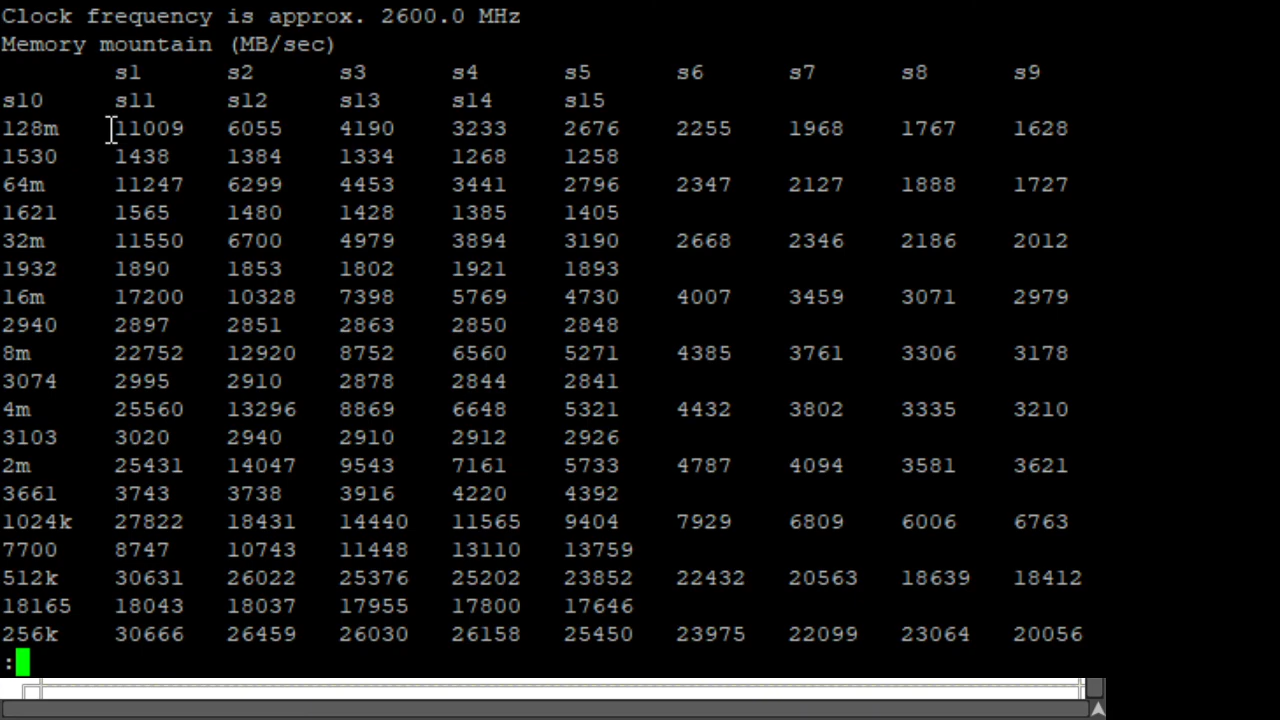 Clock frequency is approx. 2600.0 MHz
Memory mountain (MB/sec)
s1 s2 s3 s4 s5 s6 s7 s8 s9
s10 s11 s12 s13 s14 s15
128m 11009 6055 4190 3233 2676 2255 1968 1767 1628
1530 1438 1384 1334 1268 1258
64m 11247 6299 4453 3441 2796 2347 2127 1888 1727
1621 1565 1480 1428 1385 1405
32m 11550 6700 4979 3894 3190 2668 2346 2186 2012
1932 1890 1853 1802 1921 1893
16m 17200 10328 7398 5769 4730 4007 3459 3071 2979
2940 2897 2851 2863 2850 2848
8m 22752 12920 8752 6560 5271 4385 3761 3306 3178
3074 2995 2910 2878 2844 2841
4m 25560 13296 8869 6648 5321 4432 3802 3335 3210
3103 3020 2940 2910 2912 2926
2m 25431 14047 9543 7161 5733 4787 4094 3581 3621
3661 3743 3738 3916 4220 4392
1024k 27822 18431 14440 11565 9404 7929 6809 6006 6763
7700 8747 10743 11448 13110 13759
512k 30631 26022 25376 25202 23852 22432 20563 18639 18412
18165 18043 18037 17955 17800 17646
256k 30666 26459 26030 26158 25450 23975 22099 23064 20056
: